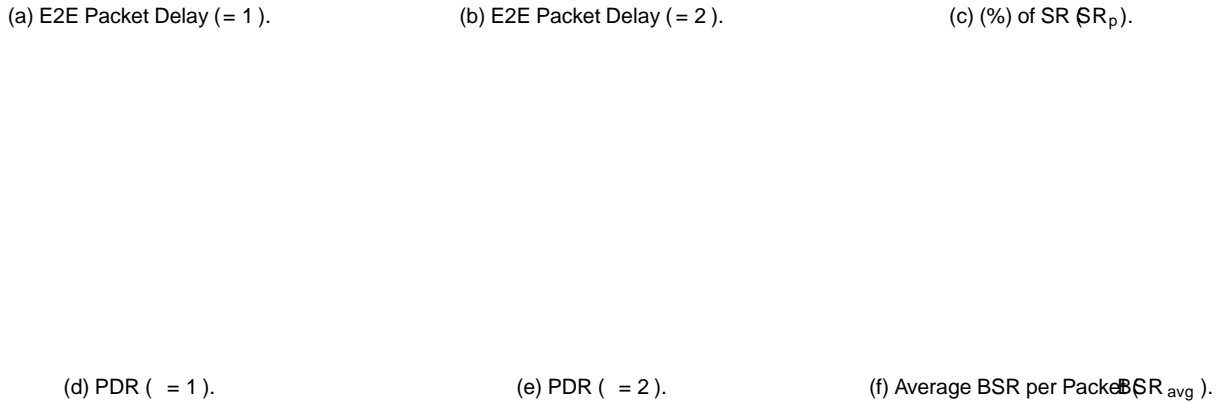 (a) E2E Packet Delay ( = 1 ).
(b) E2E Packet Delay ( = 2 ).
(c) (%) of SR (SRp).
(d) PDR ( = 1 ).
(e) PDR ( = 2 ).
(f) Average BSR per Packet (BSR avg ).